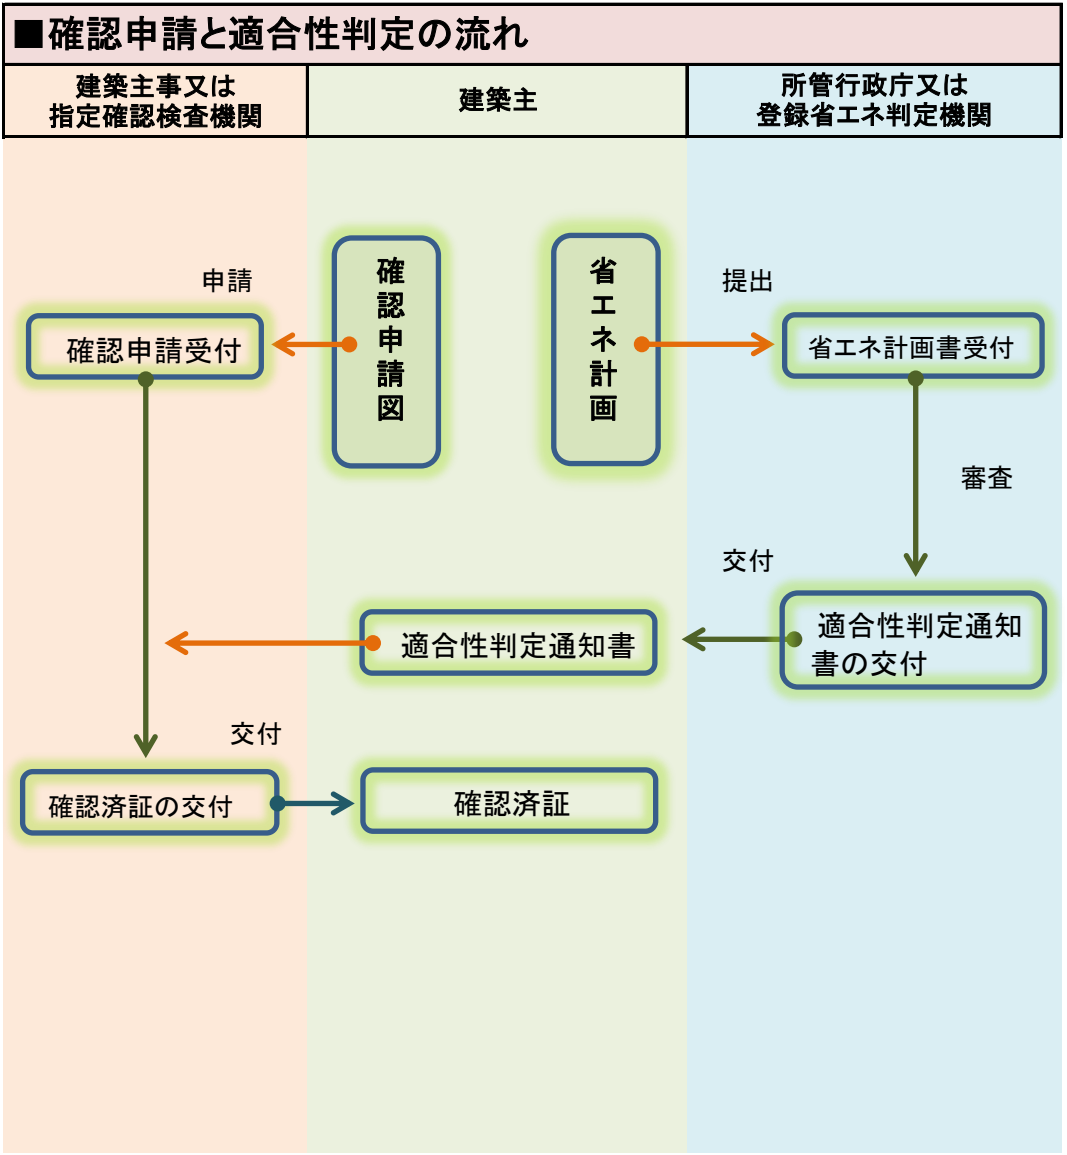 ■確認申請と適合性判定の流れ
建築主事又は
指定確認検査機関
建築主
所管行政庁又は
登録省エネ判定機関
申請
確認申請受付
確認申請図
省エネ計画
提出
省エネ計画書受付
審査
交付
適合性判定通知
書の交付
適合性判定通知書
交付
確認済証の交付
確認済証